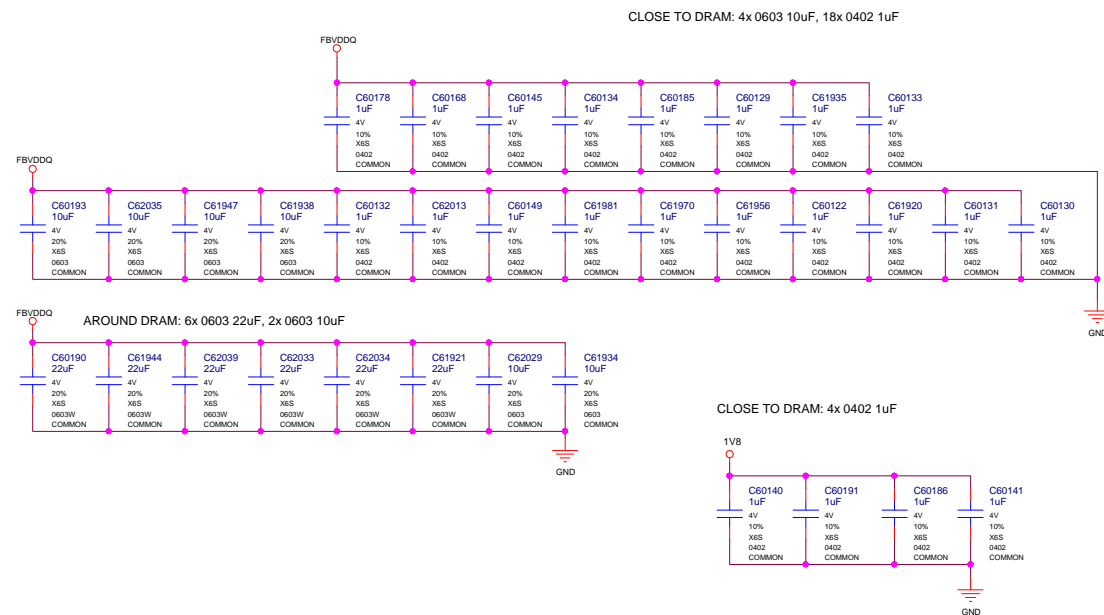 CLOSE TO DRAM: 4x 0603 10uF, 18x 0402 1uF
FBVDDQ
C60178 C60168 C60145 C60134 C60185 C60129 C61935 C60133
1uF 1uF 1uF 1uF 1uF 1uF 1uF 1uF
4V 4V 4V 4V 4V 4V 4V 4V
10% 10% 10% 10% 10% 10% 10% 10%
X6S X6S X6S X6S X6S X6S X6S X6S
0402 0402 0402 0402 0402 0402 0402 0402
COMMON COMMON COMMON COMMON COMMON COMMON COMMON COMMON
FBVDDQ
C60193 C62035 C61947 C61938 C60132 C62013 C60149 C61981 C61970 C61956 C60122 C61920 C60131 C60130
10uF 10uF 10uF 10uF 1uF 1uF 1uF 1uF 1uF 1uF 1uF 1uF 1uF 1uF
4V 4V 4V 4V 4V 4V 4V 4V 4V 4V 4V 4V 4V 4V
20% 20% 20% 20% 10% 10% 10% 10% 10% 10% 10% 10% 10% 10%
X6S X6S X6S X6S X6S X6S X6S X6S X6S X6S X6S X6S X6S X6S
0603 0603 0603 0603 0402 0402 0402 0402 0402 0402 0402 0402 0402 0402
COMMON COMMON COMMON COMMON COMMON COMMON COMMON COMMON COMMON COMMON COMMON COMMON COMMON COMMON
GND
FBVDDQ
AROUND DRAM: 6x 0603 22uF, 2x 0603 10uF
C60190 C61944 C62039 C62033 C62034 C61921 C62029 C61934
22uF 22uF 22uF 22uF 22uF 22uF 10uF 10uF
4V 4V 4V 4V 4V 4V 4V 4V
20% 20% 20% 20% 20% 20% 20% 20%
X6S X6S X6S X6S X6S X6S X6S X6S
0603W 0603W 0603W 0603W 0603W 0603W 0603 0603
COMMON COMMON COMMON COMMON COMMON COMMON COMMON COMMON
GND
CLOSE TO DRAM: 4x 0402 1uF
1V8
C60140 C60191 C60186 C60141
1uF 1uF 1uF 1uF
4V 4V 4V 4V
10% 10% 10% 10%
X6S X6S X6S X6S
0402 0402 0402 0402
COMMON COMMON COMMON COMMON
GND